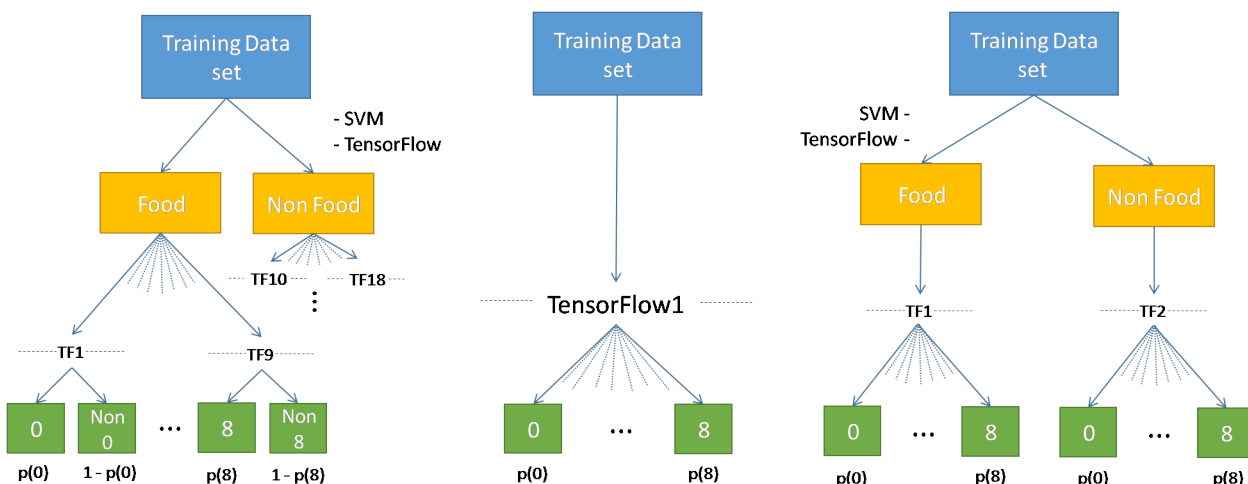 Training Data
set
- SVM
- TensorFlow
Food
Non Food
TF10
TF18
⋮
TF1
TF9
0
Non
0
...
8
Non
8
p(0)
1 - p(0)
p(8)
1 - p(8)
Training Data
set
TensorFlow1
0
...
8
p(0)
p(8)
Training Data
set
SVM -
TensorFlow -
Food
Non Food
TF1
TF2
0
...
8
0
...
8
p(0)
p(8)
p(0)
p(8)